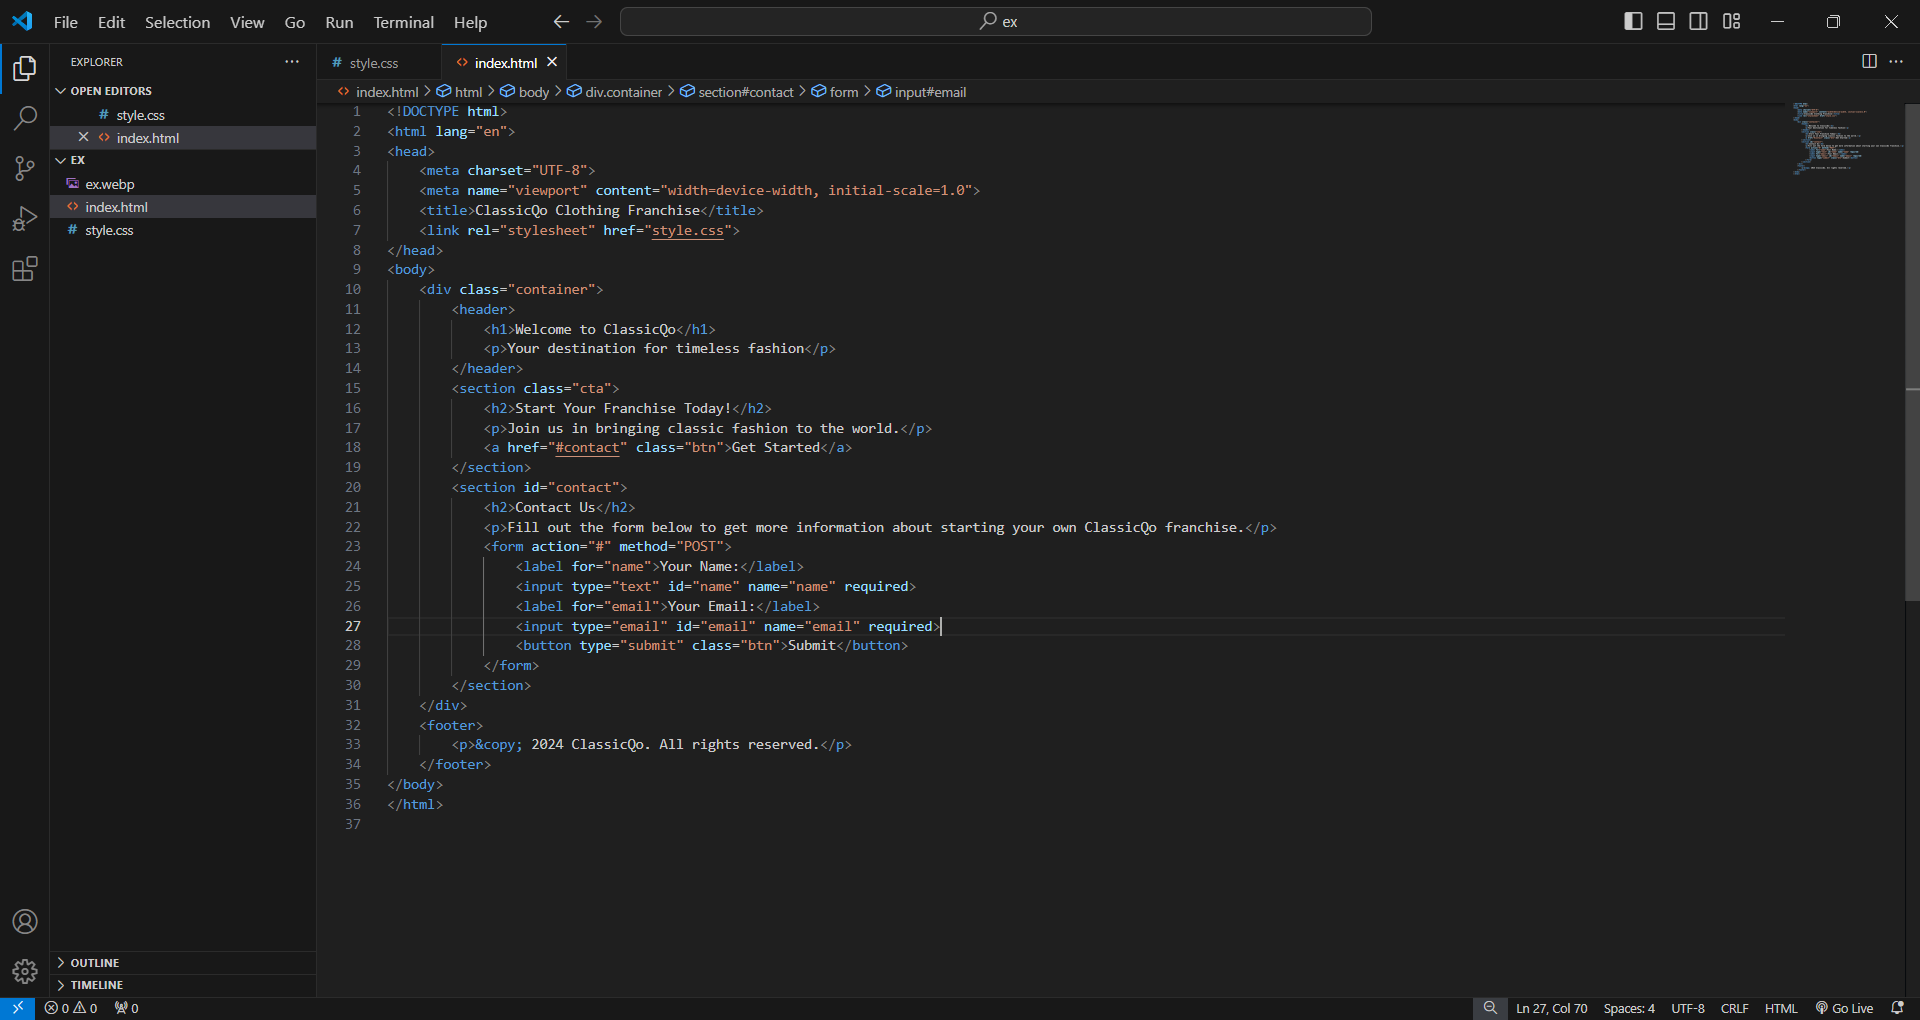 File Edit Selection View Go Run Terminal Help
ex
EXPLORER
OPEN EDITORS
style.css
index.html
EX
ex.webp
index.html
style.css
OUTLINE
TIMELINE
style.css index.html
index.html > html > body > div.container > section#contact > form > input#email
1 <!DOCTYPE html>
2 <html lang="en">
3 <head>
4     <meta charset="UTF-8">
5     <meta name="viewport" content="width=device-width, initial-scale=1.0">
6     <title>ClassicQo Clothing Franchise</title>
7     <link rel="stylesheet" href="style.css">
8 </head>
9 <body>
10     <div class="container">
11         <header>
12             <h1>Welcome to ClassicQo</h1>
13             <p>Your destination for timeless fashion</p>
14         </header>
15         <section class="cta">
16             <h2>Start Your Franchise Today!</h2>
17             <p>Join us in bringing classic fashion to the world.</p>
18             <a href="#contact" class="btn">Get Started</a>
19         </section>
20         <section id="contact">
21             <h2>Contact Us</h2>
22             <p>Fill out the form below to get more information about starting your own ClassicQo franchise.</p>
23             <form action="#" method="POST">
24                 <label for="name">Your Name:</label>
25                 <input type="text" id="name" name="name" required>
26                 <label for="email">Your Email:</label>
27                 <input type="email" id="email" name="email" required>
28                 <button type="submit" class="btn">Submit</button>
29             </form>
30         </section>
31     </div>
32     <footer>
33         <p>&copy; 2024 ClassicQo. All rights reserved.</p>
34     </footer>
35 </body>
36 </html>
37
0 0 0
Ln 27, Col 70 Spaces: 4 UTF-8 CRLF HTML Go Live